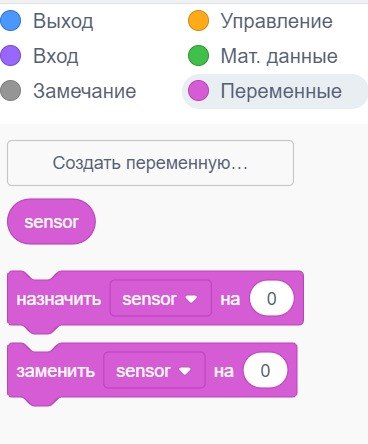 Выход Управление
Вход Мат. данные
Замечание Переменные
Создать переменную...
sensor
назначить sensor на 0
заменить sensor на 0